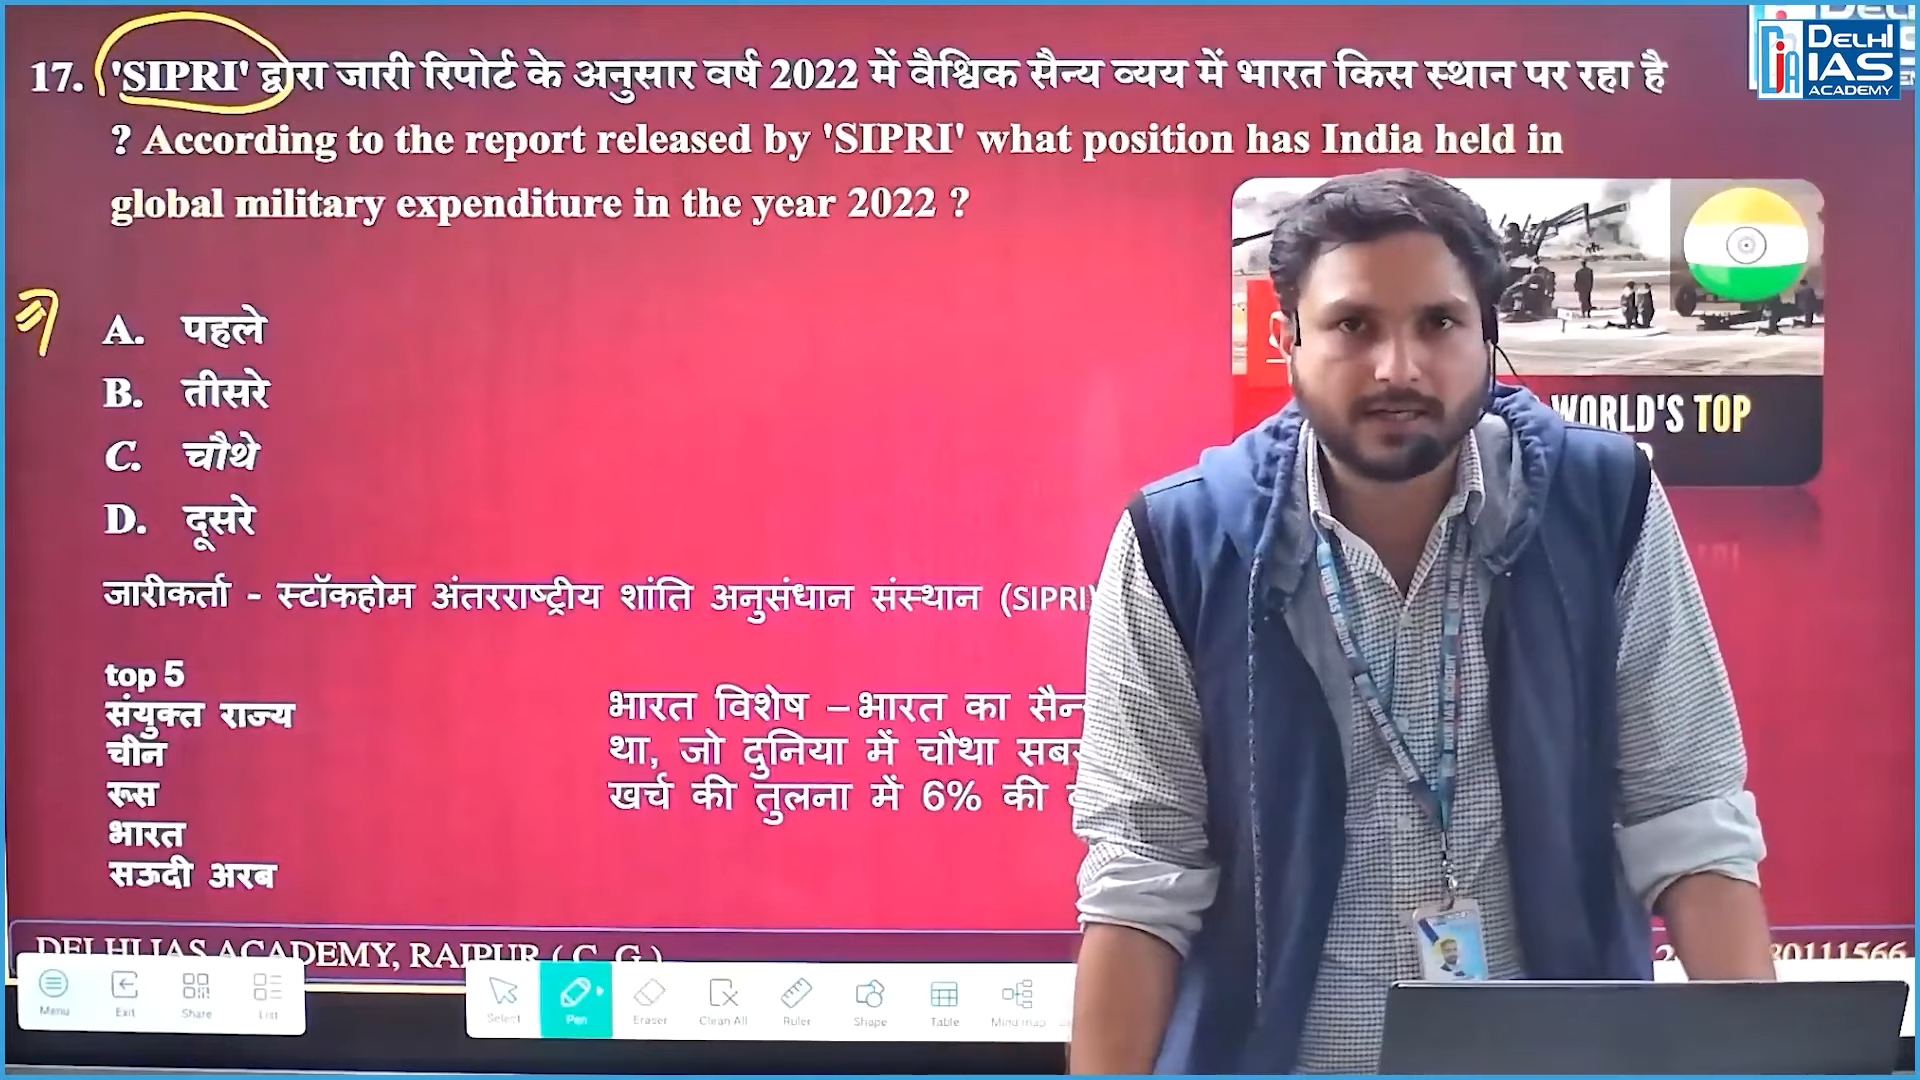 17. 'SIPRI' द्वारा जारी रिपोर्ट के अनुसार वर्ष 2022 में वैश्विक सैन्य व्यय में भारत किस स्थान पर रहा है
? According to the report released by 'SIPRI' what position has India held in
global military expenditure in the year 2022 ?
DELHI
IAS
ACADEMY
A. पहले
B. तीसरे
C. चौथे
D. दूसरे
WORLD'S TOP
जारीकर्ता - स्टॉकहोम अंतरराष्ट्रीय शांति अनुसंधान संस्थान (SIPRI)
top 5
संयुक्त राज्य
चीन
रूस
भारत
सऊदी अरब
भारत विशेष – भारत का
था, जो दुनिया में चौथा
खर्च की तुलना में 6% की
DELHI IAS ACADEMY, RAIPUR ( C. G.)
80111566
Menu Exit Share List
Select Pen Eraser Clean All Ruler Shape Table Mind map